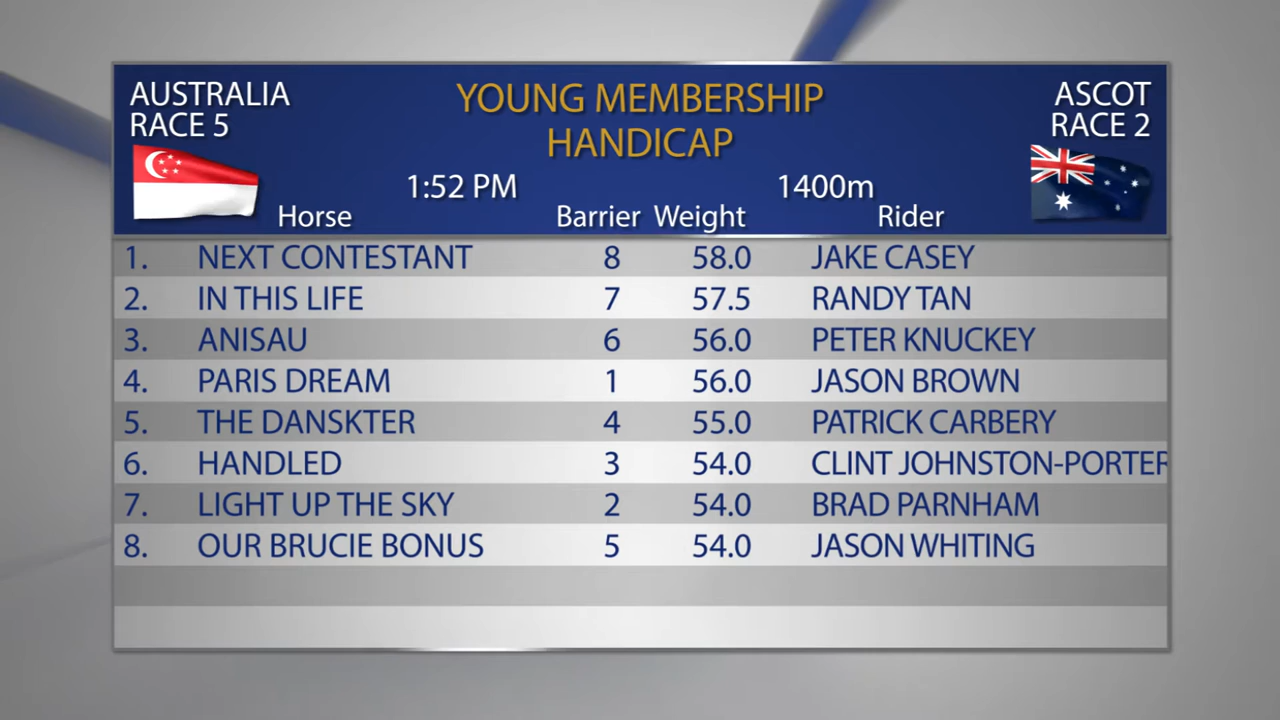 AUSTRALIA
RACE 5
YOUNG MEMBERSHIP
HANDICAP
ASCOT
RACE 2
1:52 PM 1400m
Horse Barrier Weight Rider
1. NEXT CONTESTANT 8 58.0 JAKE CASEY
2. IN THIS LIFE 7 57.5 RANDY TAN
3. ANISAU 6 56.0 PETER KNUCKEY
4. PARIS DREAM 1 56.0 JASON BROWN
5. THE DANSKTER 4 55.0 PATRICK CARBERY
6. HANDLED 3 54.0 CLINT JOHNSTON-PORTER
7. LIGHT UP THE SKY 2 54.0 BRAD PARNHAM
8. OUR BRUCIE BONUS 5 54.0 JASON WHITING